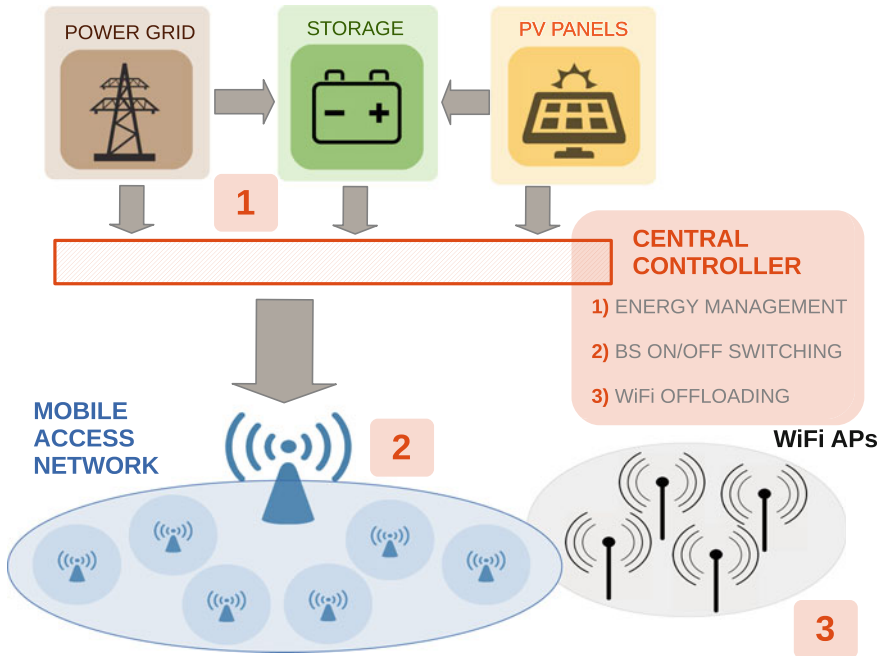 POWER GRID
STORAGE
PV PANELS
1
CENTRAL
CONTROLLER
1) ENERGY MANAGEMENT
2) BS ON/OFF SWITCHING
3) WiFi OFFLOADING
MOBILE
ACCESS
NETWORK
2
WiFi APs
3